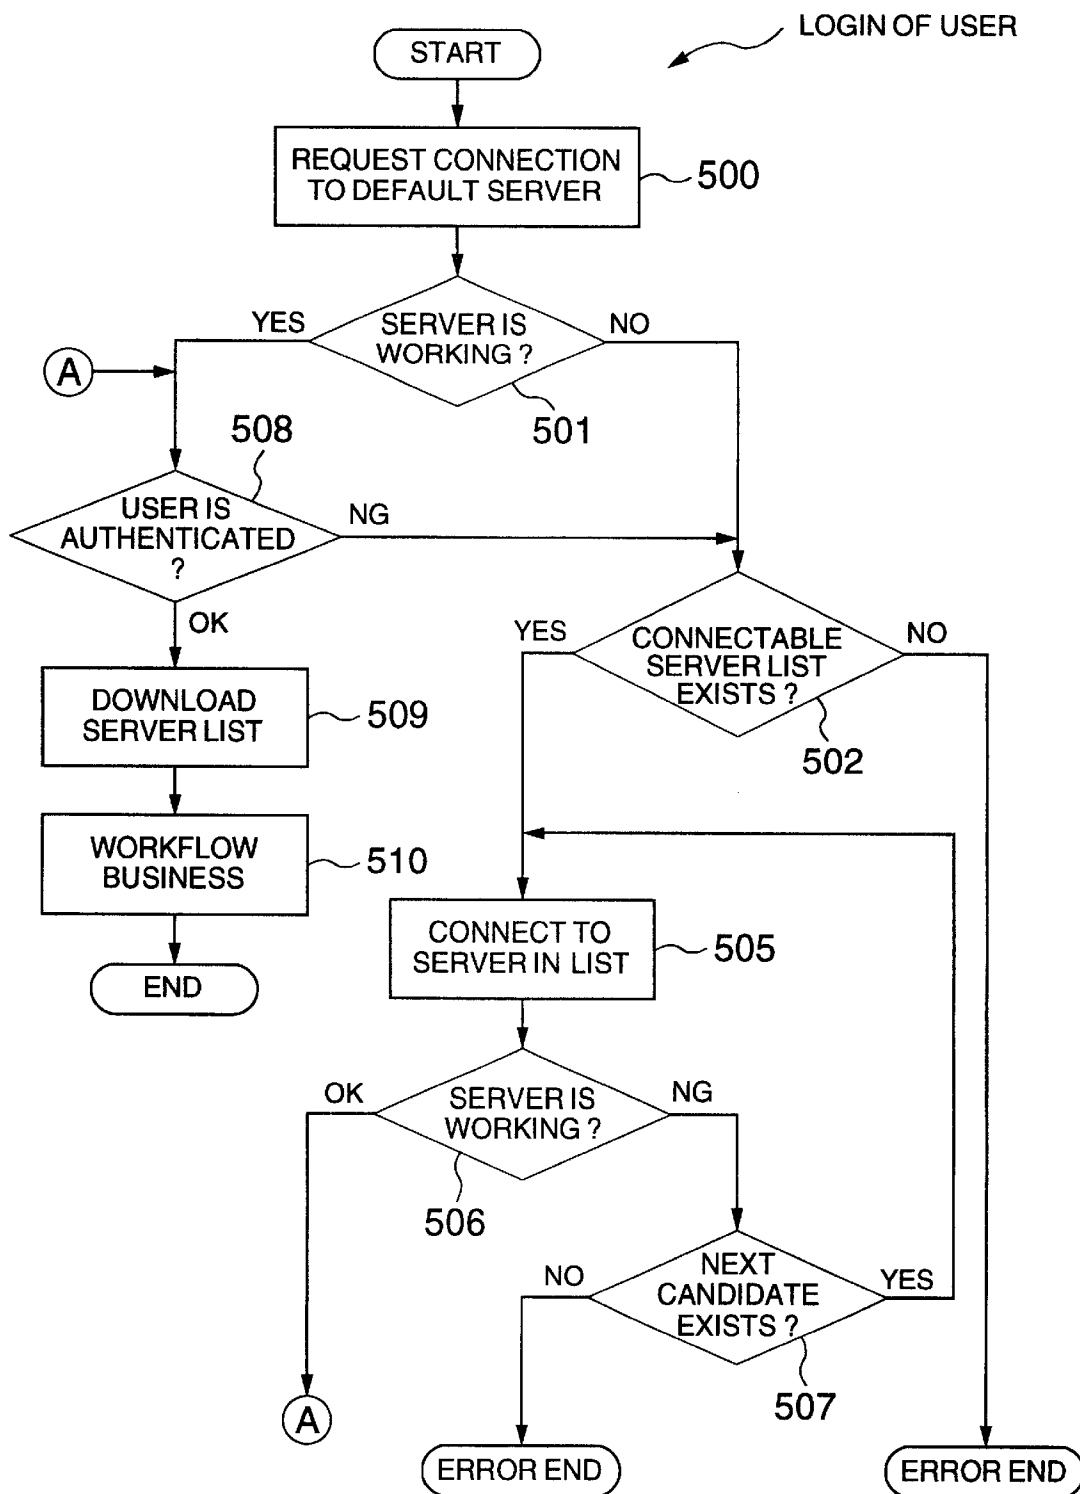 LOGIN OF USER
START
REQUEST CONNECTION
TO DEFAULT SERVER
500
YES
SERVER IS
WORKING ?
NO
501
A
508
USER IS
AUTHENTICATED
?
NG
OK
YES
CONNECTABLE
SERVER LIST
EXISTS ?
NO
502
DOWNLOAD
SERVER LIST
509
WORKFLOW
BUSINESS
510
END
CONNECT TO
SERVER IN LIST
505
OK
SERVER IS
WORKING ?
NG
506
NO
NEXT
CANDIDATE
EXISTS ?
YES
507
A
ERROR END
ERROR END